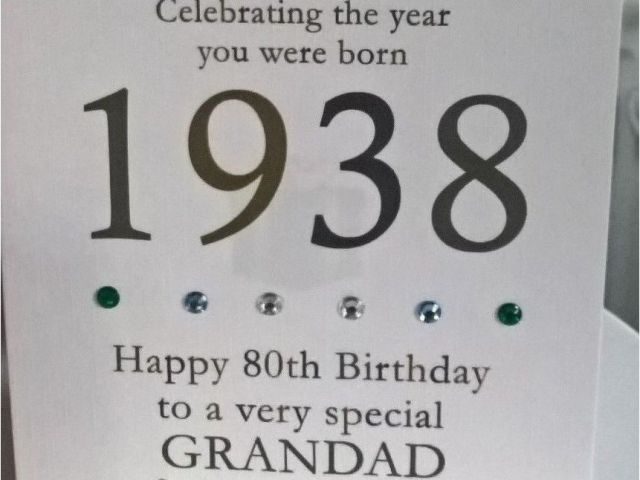 Celebrating the year
you were born
1938
Happy 80th Birthday
to a very special
GRANDAD